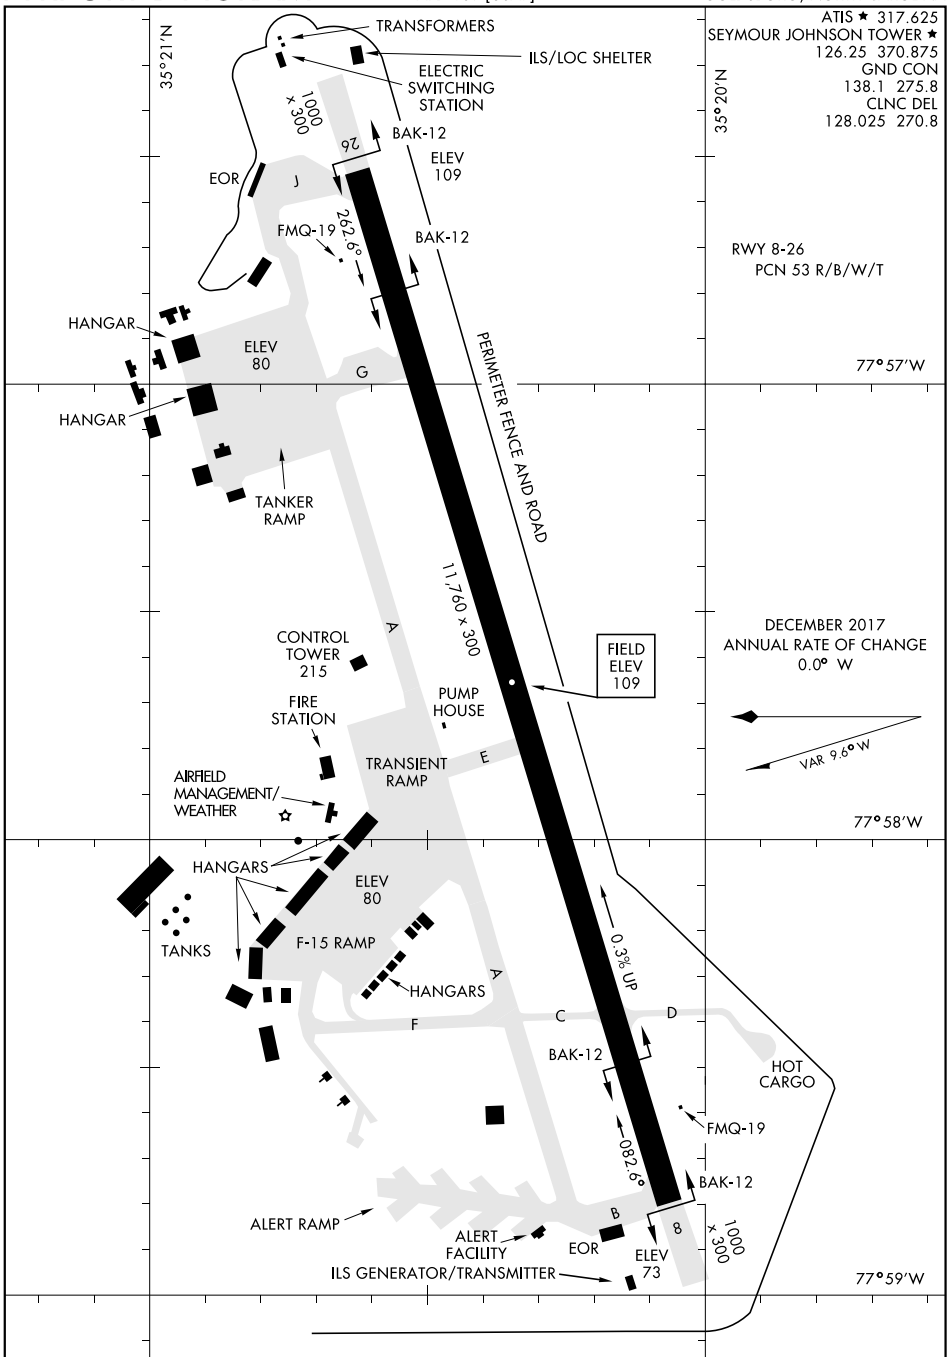 ATIS ★ 317.625
SEYMOUR JOHNSON TOWER ★
126.25 370.875
GND CON
138.1 275.8
CLNC DEL
128.025 270.8
35°21'N
35°20'N
TRANSFORMERS
ILS/LOC SHELTER
ELECTRIC
SWITCHING
STATION
1000
x 300
BAK-12
26
ELEV
109
EOR
J
262.6°
FMQ-19
BAK-12
RWY 8-26
PCN 53 R/B/W/T
HANGAR
ELEV
80
G
PERIMETER FENCE AND ROAD
77°57'W
HANGAR
TANKER
RAMP
11,760 x 300
A
CONTROL
TOWER
215
FIELD
ELEV
109
DECEMBER 2017
ANNUAL RATE OF CHANGE
0.0° W
FIRE
STATION
PUMP
HOUSE
VAR 9.6° W
TRANSIENT
RAMP
E
AIRFIELD
MANAGEMENT/
WEATHER
77°58'W
HANGARS
ELEV
80
TANKS
F-15 RAMP
0.3% UP
A
HANGARS
F
C
D
BAK-12
HOT
CARGO
FMQ-19
082.6°
BAK-12
ALERT RAMP
B
8
1000
x 300
ALERT
FACILITY
EOR
ELEV
73
ILS GENERATOR/TRANSMITTER
77°59'W